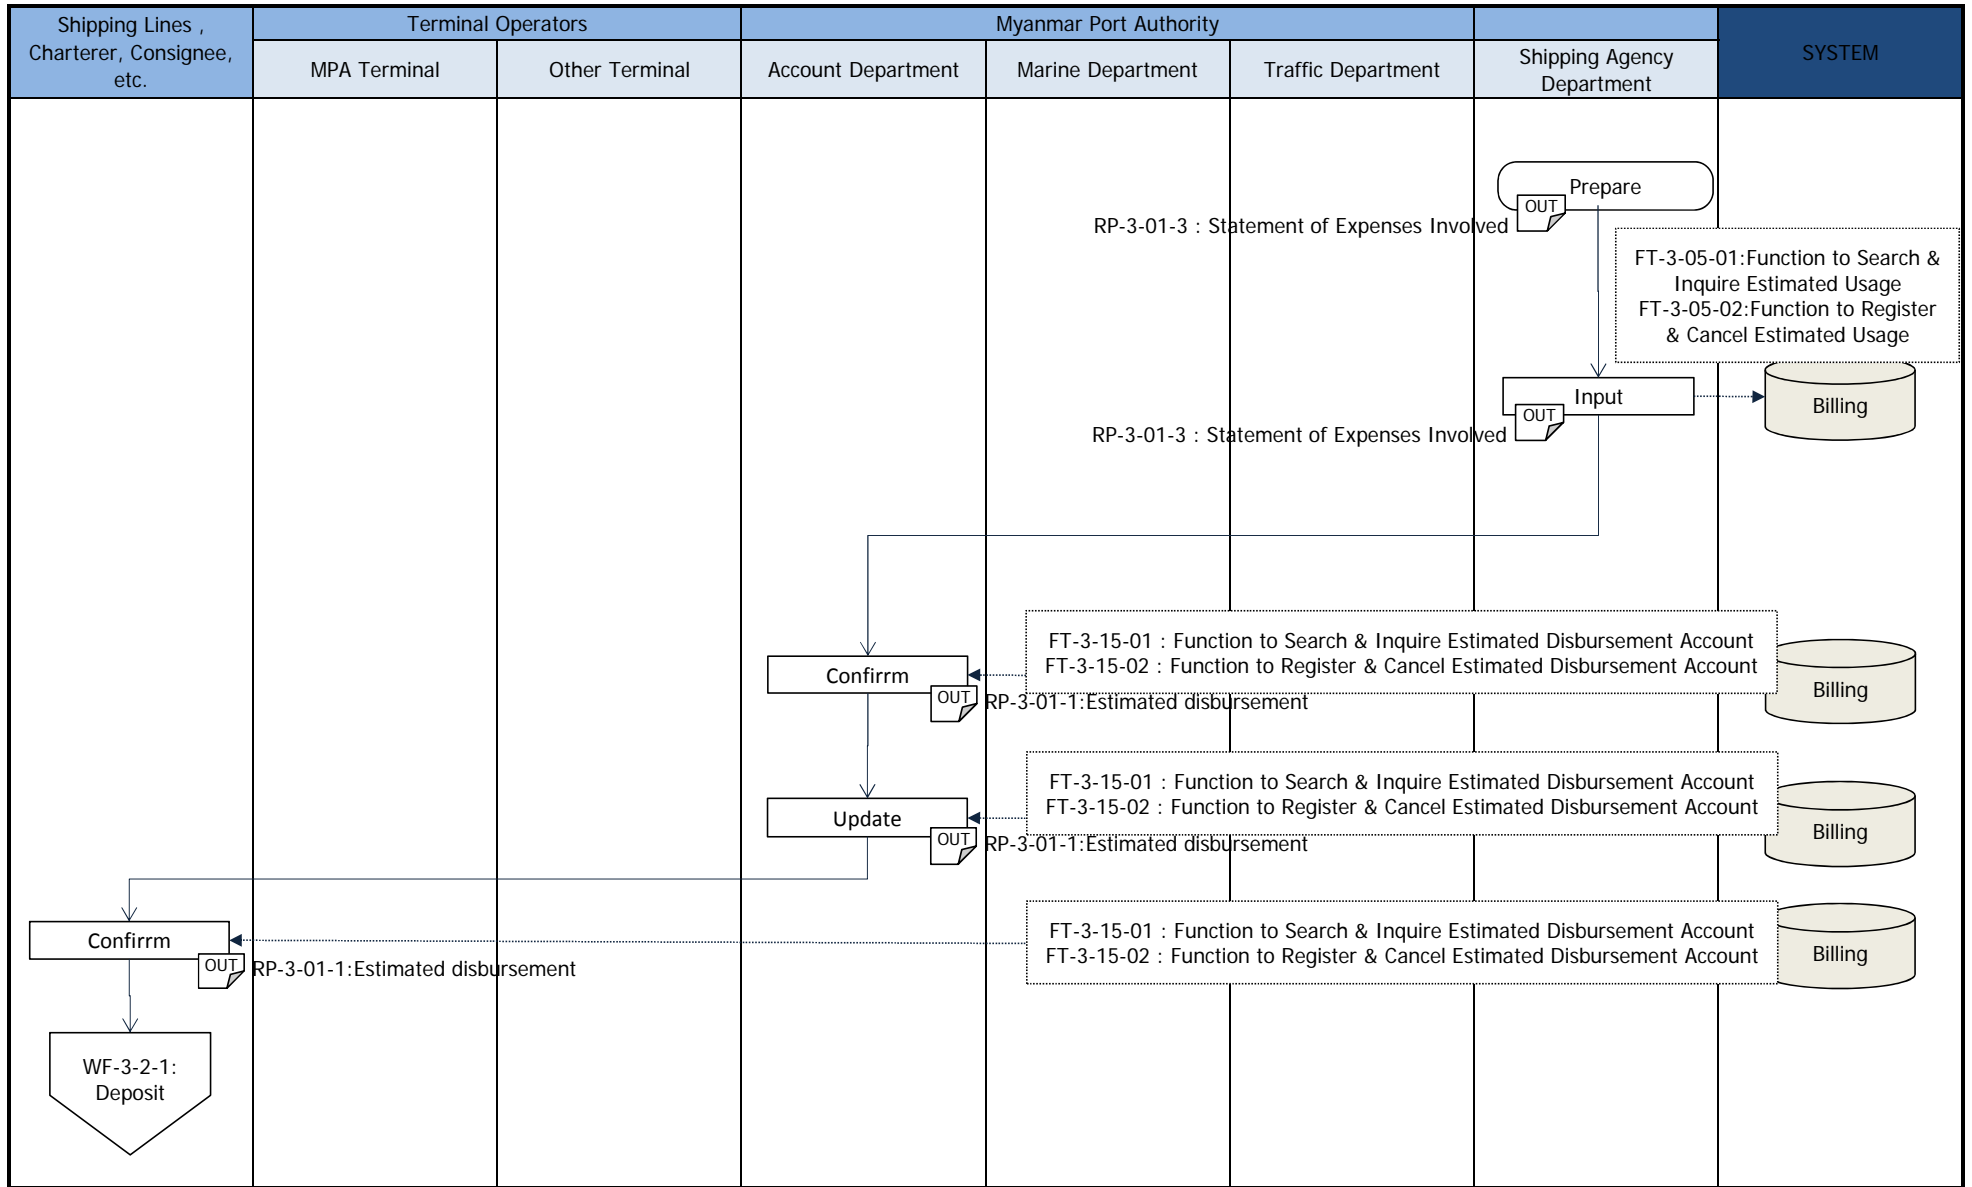 Shipping Lines ,
Charterer, Consignee,
etc.
Terminal Operators
Myanmar Port Authority
SYSTEM
MPA Terminal
Other Terminal
Account Department
Marine Department
Traffic Department
Shipping Agency
Department
Prepare
OUT
RP-3-01-3 : Statement of Expenses Involved
FT-3-05-01:Function to Search &
Inquire Estimated Usage
FT-3-05-02:Function to Register
& Cancel Estimated Usage
Input
OUT
Billing
RP-3-01-3 : Statement of Expenses Involved
FT-3-15-01 : Function to Search & Inquire Estimated Disbursement Account
FT-3-15-02 : Function to Register & Cancel Estimated Disbursement Account
Confirrm
Billing
OUT
RP-3-01-1:Estimated disbursement
FT-3-15-01 : Function to Search & Inquire Estimated Disbursement Account
FT-3-15-02 : Function to Register & Cancel Estimated Disbursement Account
Update
Billing
OUT
RP-3-01-1:Estimated disbursement
FT-3-15-01 : Function to Search & Inquire Estimated Disbursement Account
FT-3-15-02 : Function to Register & Cancel Estimated Disbursement Account
Confirrm
Billing
OUT
RP-3-01-1:Estimated disbursement
WF-3-2-1:
Deposit